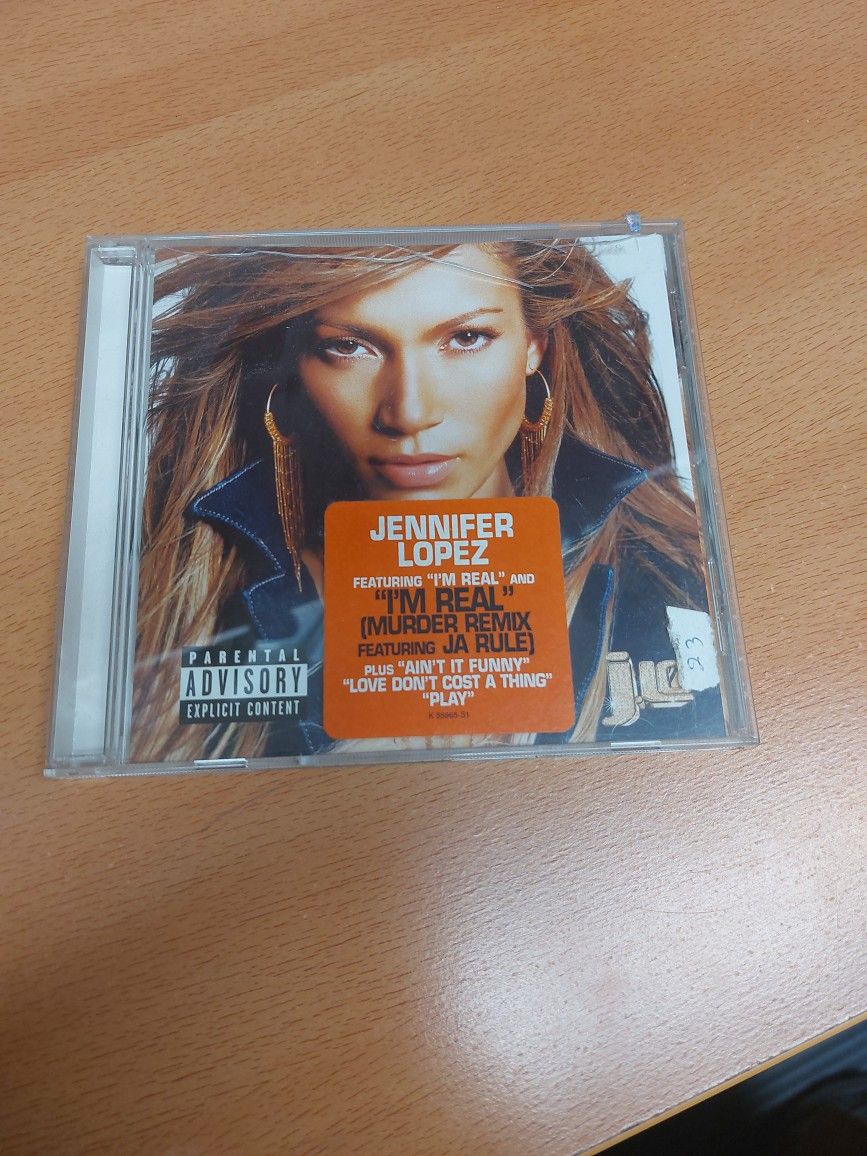 JENNIFER
LOPEZ
FEATURING "I'M REAL" AND
"I'M REAL"
(MURDER REMIX
FEATURING JA RULE)
PLUS "AIN'T IT FUNNY"
"LOVE DON'T COST A THING"
"PLAY"
PARENTAL
ADVISORY
EXPLICIT CONTENT
23